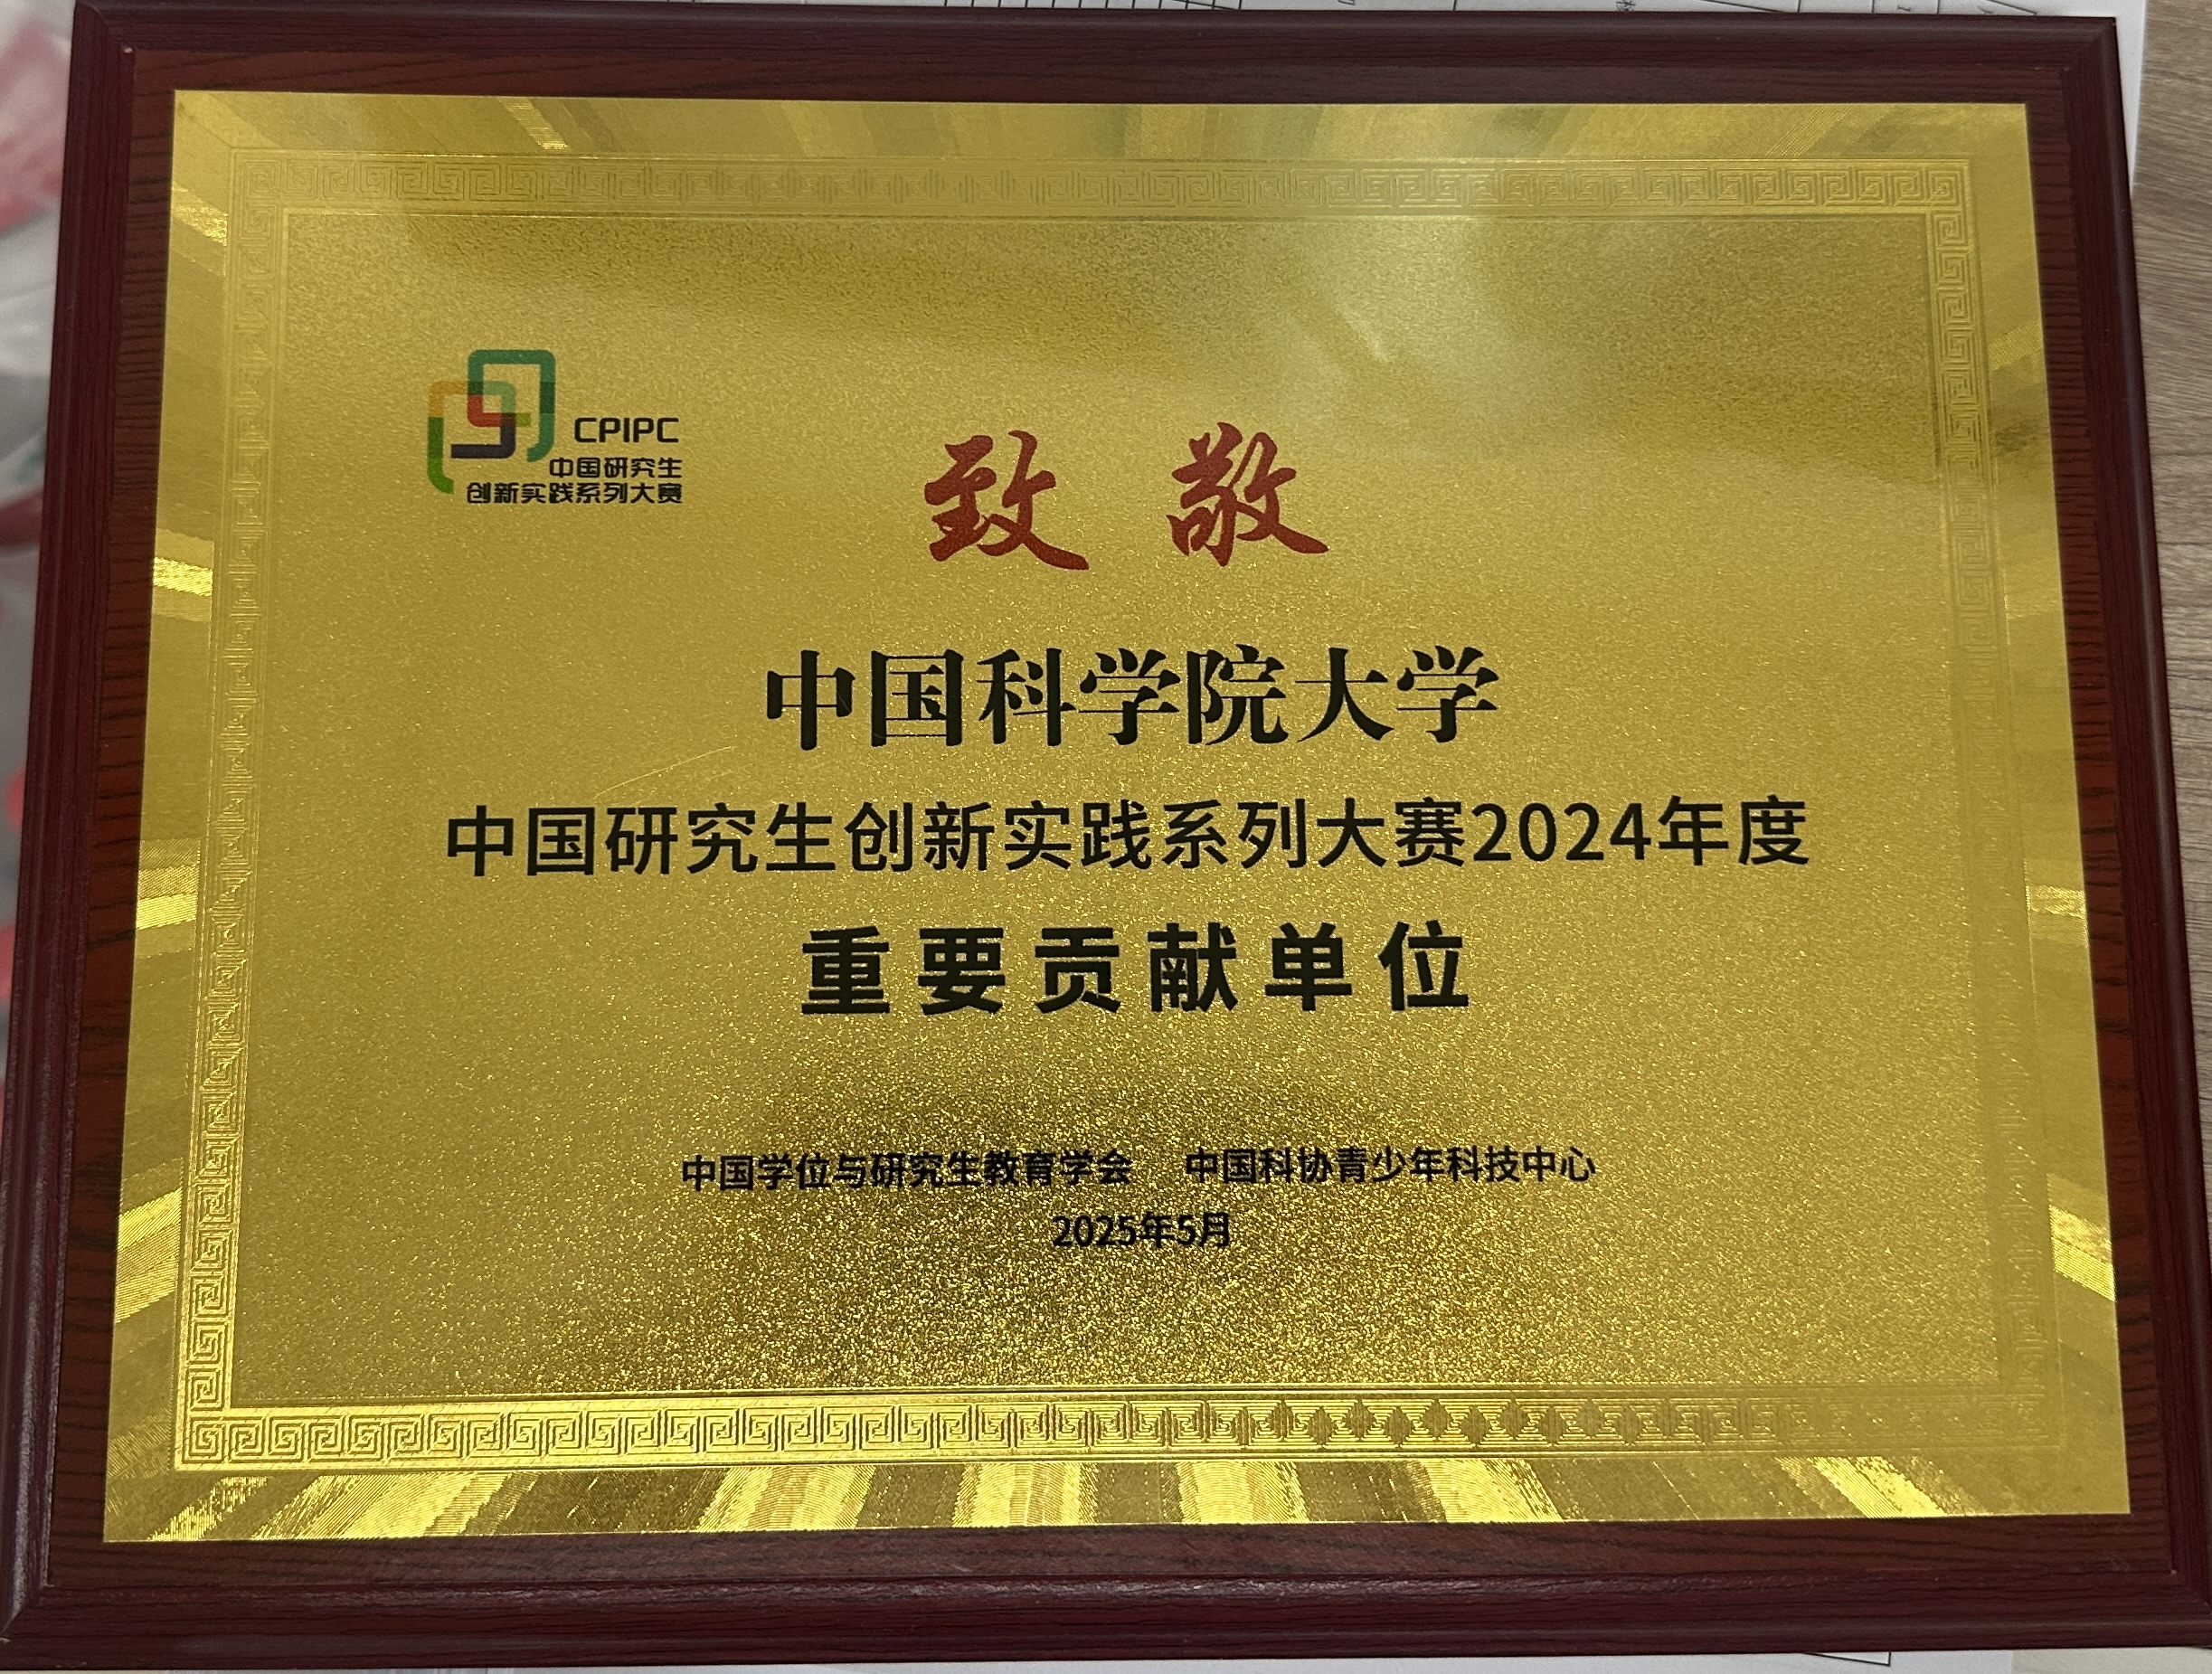 CPIPC
中国研究生
创新实践系列大赛
致敬
中国科学院大学
中国研究生创新实践系列大赛2024年度
重要贡献单位
中国学位与研究生教育学会 中国科协青少年科技中心
2025年5月